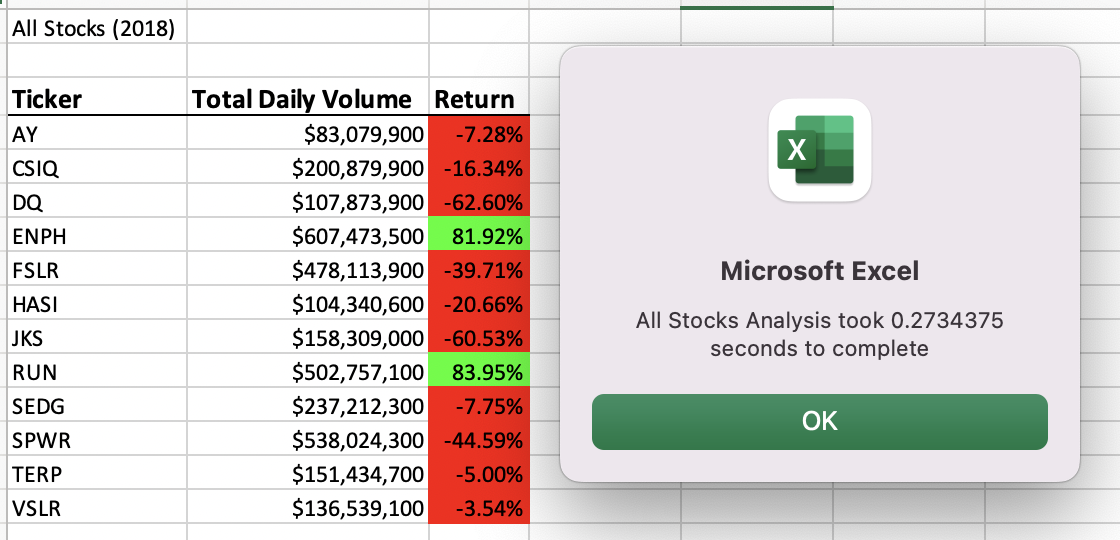 All Stocks (2018)
Ticker Total Daily Volume Return
AY $83,079,900 -7.28%
CSIQ $200,879,900 -16.34%
DQ $107,873,900 -62.60%
ENPH $607,473,500 81.92%
FSLR $478,113,900 -39.71%
HASI $104,340,600 -20.66%
JKS $158,309,000 -60.53%
RUN $502,757,100 83.95%
SEDG $237,212,300 -7.75%
SPWR $538,024,300 -44.59%
TERP $151,434,700 -5.00%
VSLR $136,539,100 -3.54%
X
Microsoft Excel
All Stocks Analysis took 0.2734375
seconds to complete
OK